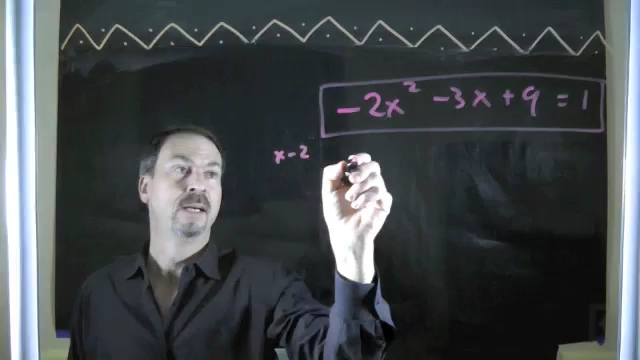 -2x² -3x + 9 = 1
x-2